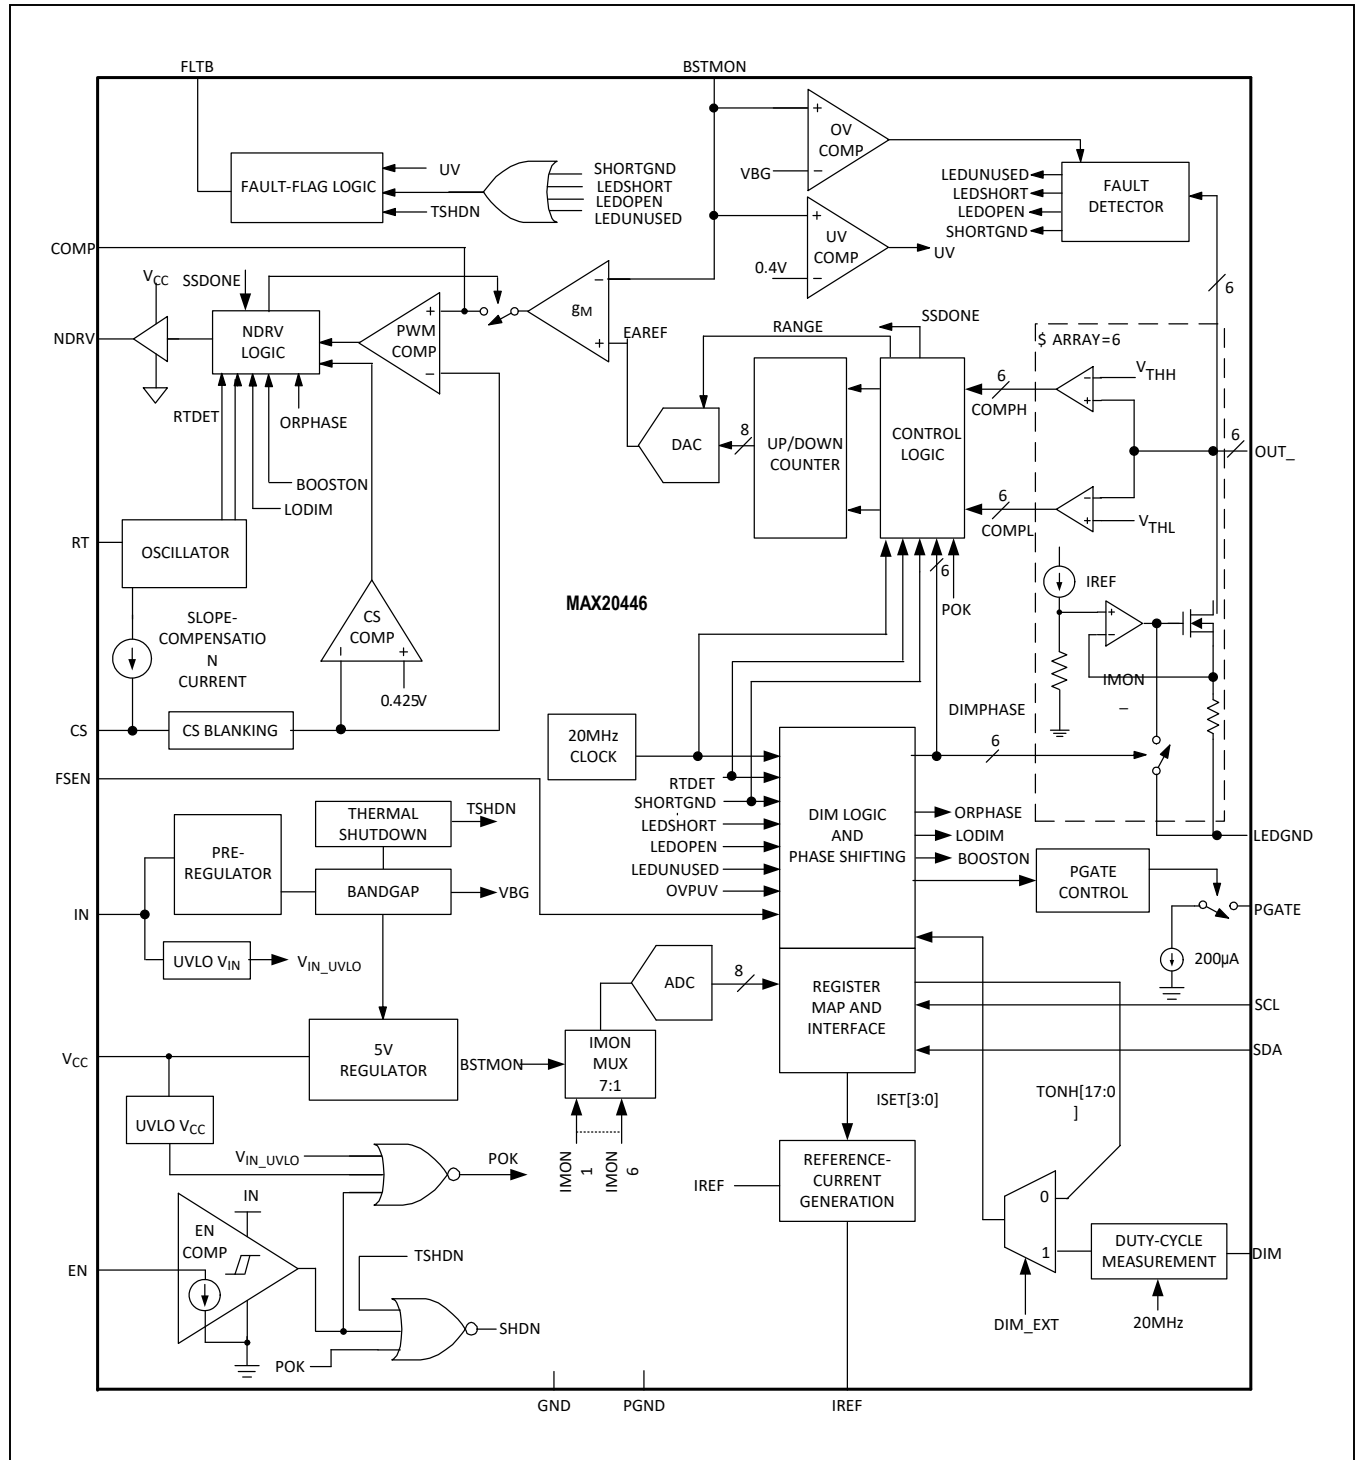 FLTB
BSTMON
+
OV
COMP
VBG
−
UV
FAULT-FLAG LOGIC
TSHDN
SHORTGND
LEDSHORT
LEDOPEN
LEDUNUSED
LEDUNUSED
LEDSHORT
LEDOPEN
SHORTGND
FAULT
DETECTOR
+
UV
COMP
0.4V
−
UV
6
COMP
VCC
SSDONE
NDRV
NDRV
LOGIC
+
PWM
COMP
−
−
gM
+
EAREF
RANGE
SSDONE
$ ARRAY=6
RTDET
ORPHASE
BOOSTON
LODIM
DAC
8
UP/DOWN
COUNTER
CONTROL
LOGIC
6
COMPH
−
+
VTHH
6
OUT_
6
COMPL
−
+
VTHL
6
POK
RT
OSCILLATOR
SLOPE-
COMPENSATIO
N
CURRENT
CS
COMP
−
+
0.425V
MAX20446
IREF
+
−
IMON
_
CS
CS BLANKING
20MHz
CLOCK
DIMPHASE
6
FSEN
RTDET
SHORTGND
LEDSHORT
LEDOPEN
LEDUNUSED
OVPUV
DIM LOGIC
AND
PHASE SHIFTING
ORPHASE
LODIM
BOOSTON
LEDGND
THERMAL
SHUTDOWN
TSHDN
PRE-
REGULATOR
BANDGAP
VBG
PGATE
CONTROL
PGATE
IN
UVLO VIN
VIN_UVLO
200µA
ADC
8
REGISTER
MAP AND
INTERFACE
SCL
SDA
VCC
5V
REGULATOR
BSTMON
IMON
MUX
7:1
ISET[3:0]
TONH[17:0
]
UVLO VCC
IMON
1
IMON
6
VIN_UVLO
POK
IREF
REFERENCE-
CURRENT
GENERATION
0
1
DUTY-CYCLE
MEASUREMENT
DIM
IN
EN
COMP
EN
TSHDN
SHDN
POK
DIM_EXT
20MHz
GND
PGND
IREF